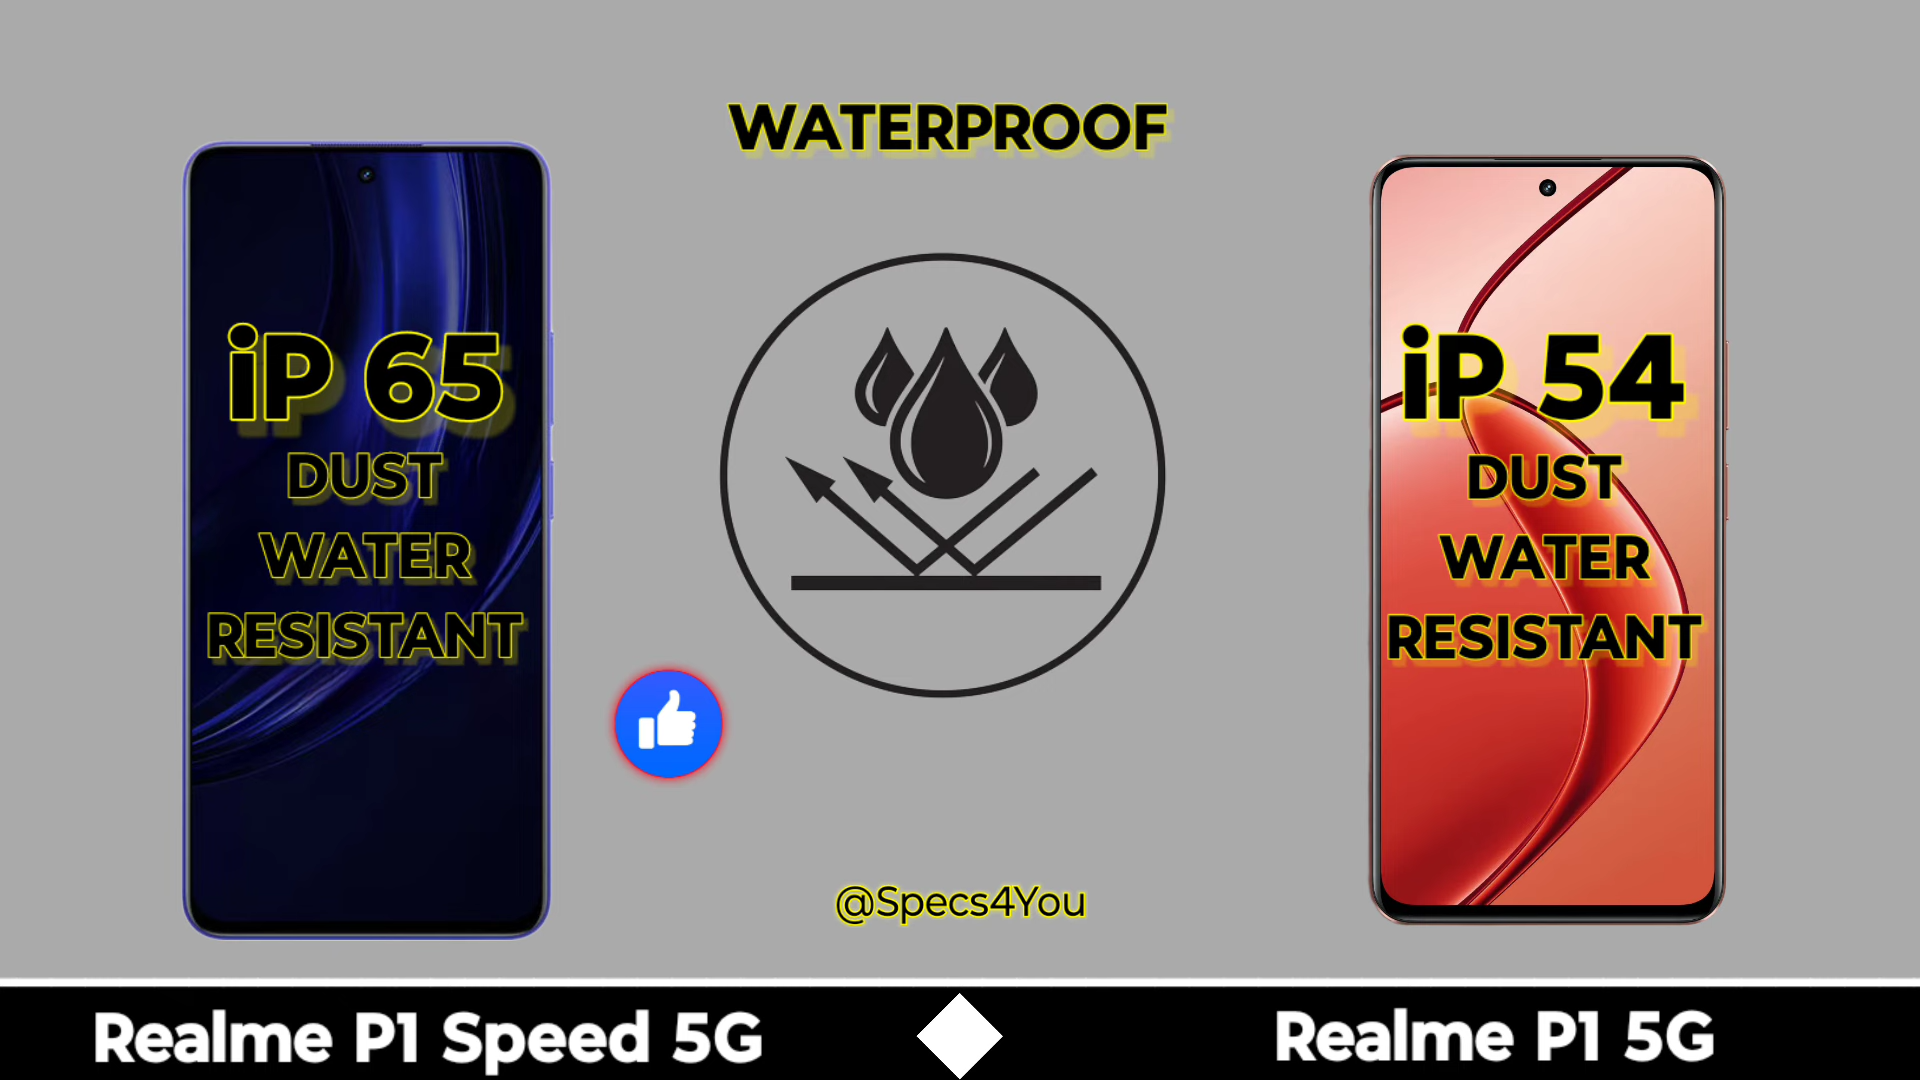 WATERPROOF
iP 65
DUST
WATER
RESISTANT
iP 54
DUST
WATER
RESISTANT
@Specs4You
Realme P1 Speed 5G
Realme P1 5G